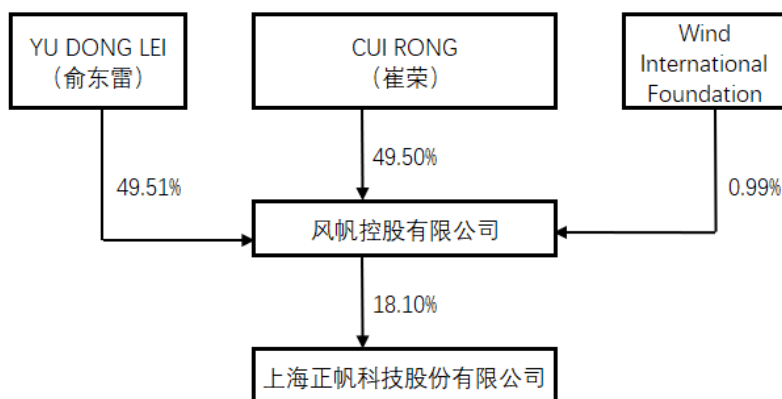 YU DONG LEI
（俞东雷）
CUI RONG
（崔荣）
Wind
International
Foundation
49.51%
49.50%
0.99%
风帆控股有限公司
18.10%
上海正帆科技股份有限公司